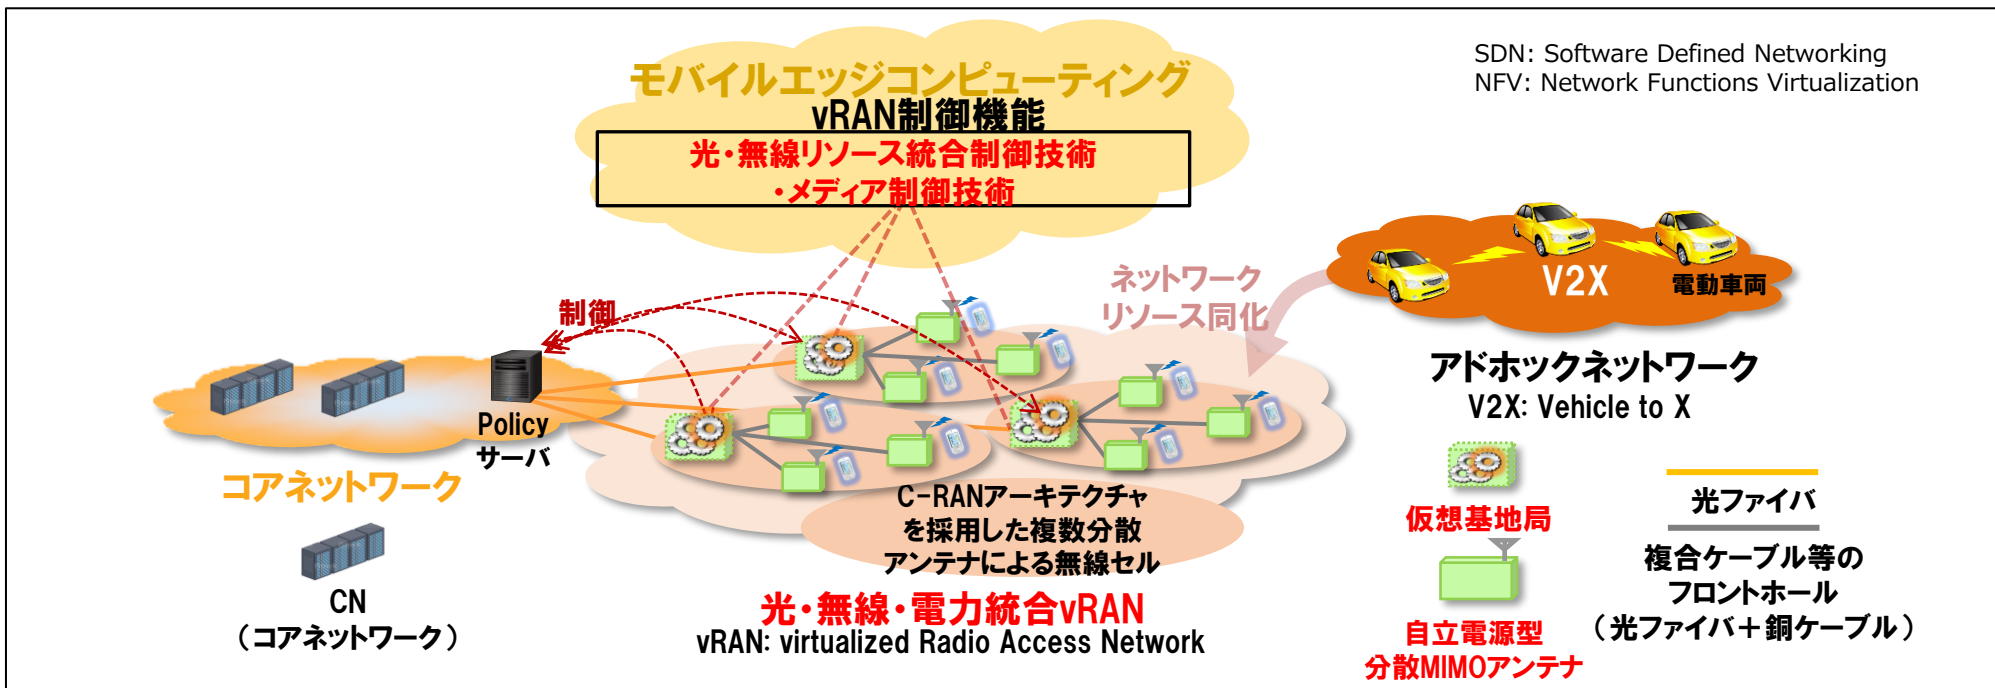 SDN: Software Defined Networking
NFV: Network Functions Virtualization
モバイルエッジコンピューティング
vRAN制御機能
光・無線リソース統合制御技術
・メディア制御技術
制御
ネットワーク
リソース同化
V2X
電動車両
アドホックネットワーク
V2X: Vehicle to X
Policy
サーバ
コアネットワーク
CN
(コアネットワーク)
C-RANアーキテクチャ
を採用した複数分散
アンテナによる無線セル
光・無線・電力統合vRAN
vRAN: virtualized Radio Access Network
仮想基地局
自立電源型
分散MIMOアンテナ
光ファイバ
複合ケーブル等の
フロントホール
(光ファイバ+銅ケーブル)